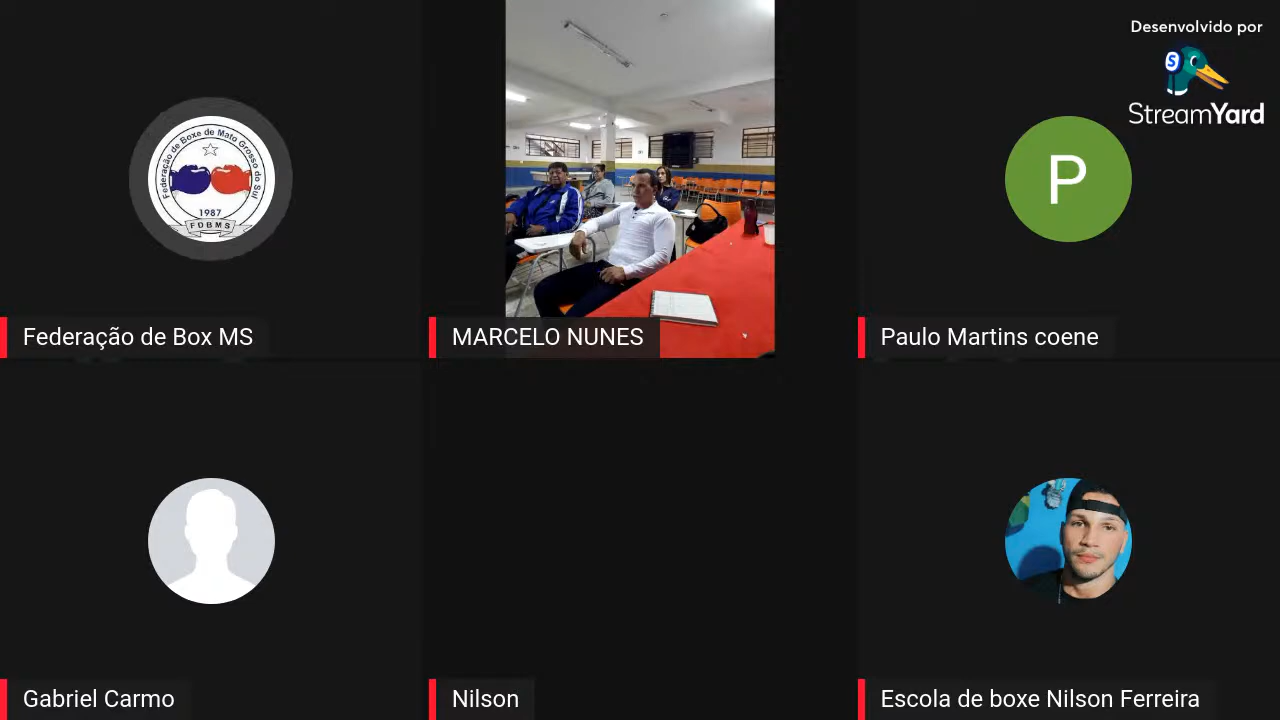 Desenvolvido por
S
StreamYard
Federação de Boxe de Mato Grosso do Sul
1987
FDBMS
P
Federação de Box MS
MARCELO NUNES
Paulo Martins coene
Gabriel Carmo
Nilson
Escola de boxe Nilson Ferreira